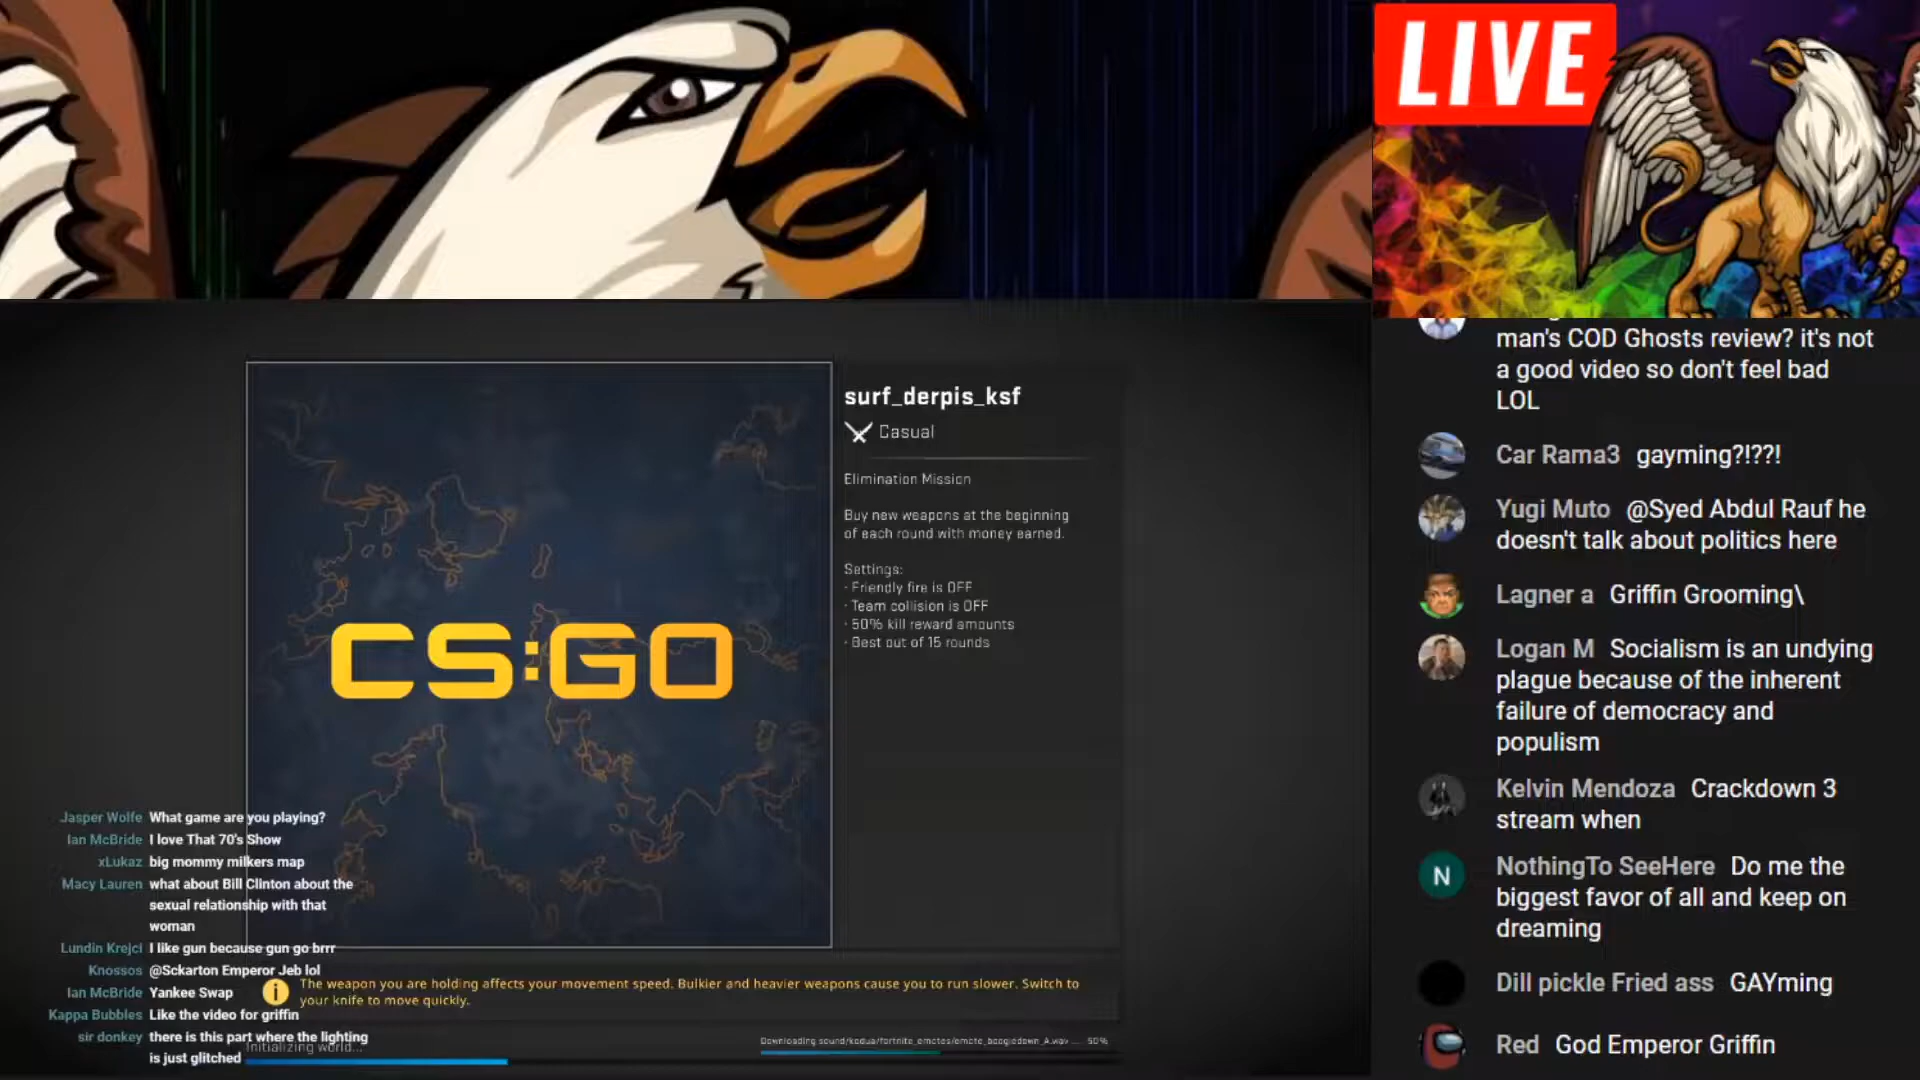 LIVE
surf_derpis_ksf
Casual
Elimination Mission
Buy new weapons at the beginning
of each round with money earned.
Settings:
· Friendly fire is OFF
· Team collision is OFF
· 50% kill reward amounts
· Best out of 15 rounds
CS:GO
Jasper Wolfe What game are you playing?
Ian McBride I love That 70's Show
xLukaz big mommy milkers map
Macy Lauren what about Bill Clinton about the
sexual relationship with that
woman
Lundin Krejci I like gun because gun go brrr
Knossos @Sckarton Emperor Jeb lol
Ian McBride Yankee Swap
Kappa Bubbles Like the video for griffin
sir donkey there is this part where the lighting
is just glitched
i The weapon you are holding affects your movement speed. Bulkier and heavier weapons cause you to run slower. Switch to
your knife to move quickly.
Initializing world...
Downloading sound/kodua/fortnite_emotes/emote_boogiedown_A.wav ... 50%
man's COD Ghosts review? it's not
a good video so don't feel bad
LOL
Car Rama3 gayming?!??!
Yugi Muto @Syed Abdul Rauf he
doesn't talk about politics here
Lagner a Griffin Grooming\
Logan M Socialism is an undying
plague because of the inherent
failure of democracy and
populism
Kelvin Mendoza Crackdown 3
stream when
N NothingTo SeeHere Do me the
biggest favor of all and keep on
dreaming
Dill pickle Fried ass GAYming
Red God Emperor Griffin